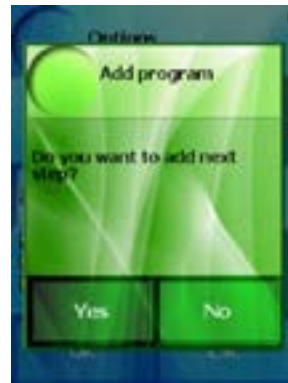 Options
Add program
Do you want to add next
step?
Yes
No